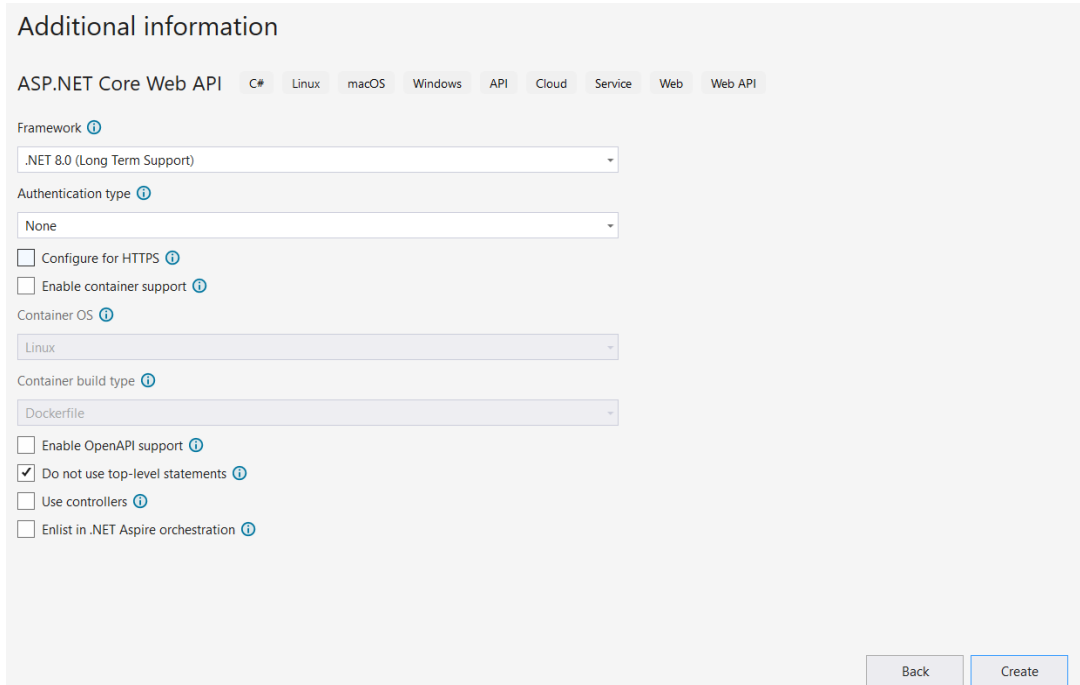 Additional information
ASP.NET Core Web API C# Linux macOS Windows API Cloud Service Web Web API
Framework
.NET 8.0 (Long Term Support)
Authentication type
None
Configure for HTTPS
Enable container support
Container OS
Linux
Container build type
Dockerfile
Enable OpenAPI support
Do not use top-level statements
Use controllers
Enlist in .NET Aspire orchestration
Back Create